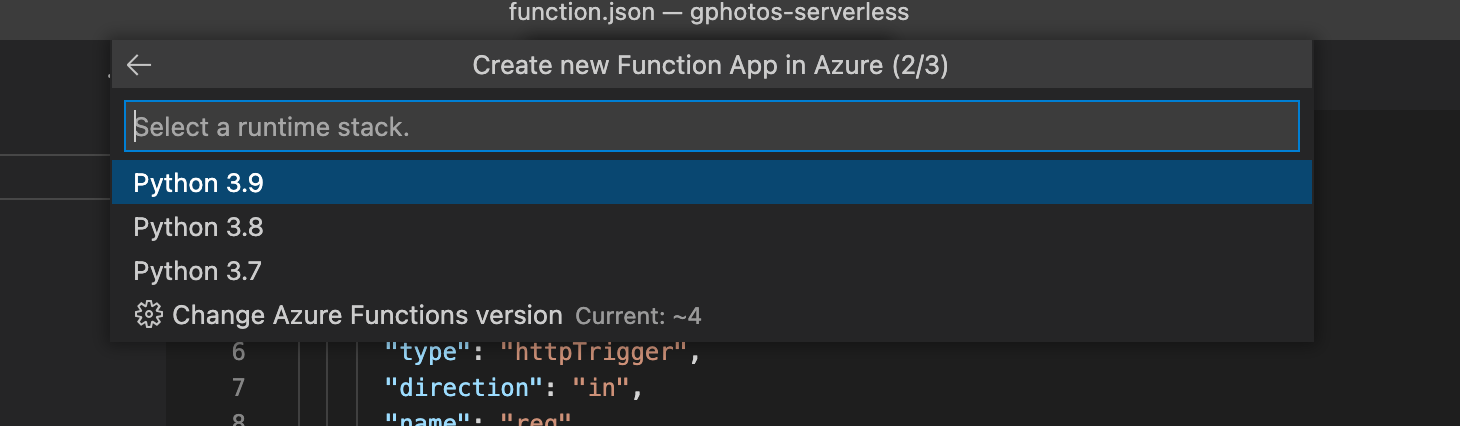 function.json — gphotos-serverless
Create new Function App in Azure (2/3)
Select a runtime stack.
Python 3.9
Python 3.8
Python 3.7
Change Azure Functions version Current: ~4
6 "type": "httpTrigger",
7 "direction": "in",
8 "name": "req"